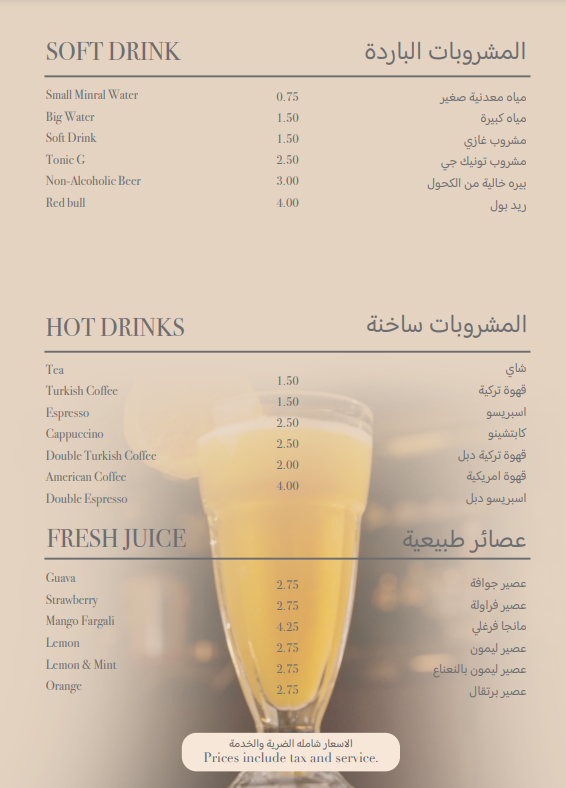 SOFT DRINK المشروبات الباردة
Small Minral Water 0.75 مياه معدنية صغير
Big Water 1.50 مياه كبيرة
Soft Drink 1.50 مشروب غازي
Tonic G 2.50 مشروب تونيك جي
Non-Alcoholic Beer 3.00 بيره خالية من الكحول
Red bull 4.00 ريد بول
HOT DRINKS المشروبات ساخنة
Tea شاي
1.50
Turkish Coffee قهوة تركية
1.50
Espresso اسبريسو
2.50
Cappuccino كابتشينو
2.50
Double Turkish Coffee قهوة تركية دبل
2.00
American Coffee قهوة امريكية
4.00
Double Espresso اسبريسو دبل
FRESH JUICE عصائر طبيعية
Guava 2.75 عصير جوافة
Strawberry 2.75 عصير فراولة
Mango Fargali 4.25 مانجا فرغلي
Lemon 2.75 عصير ليمون
Lemon & Mint 2.75 عصير ليمون بالنعناع
Orange 2.75 عصير برتقال
الاسعار شامله الضريبة والخدمة
Prices include tax and service.